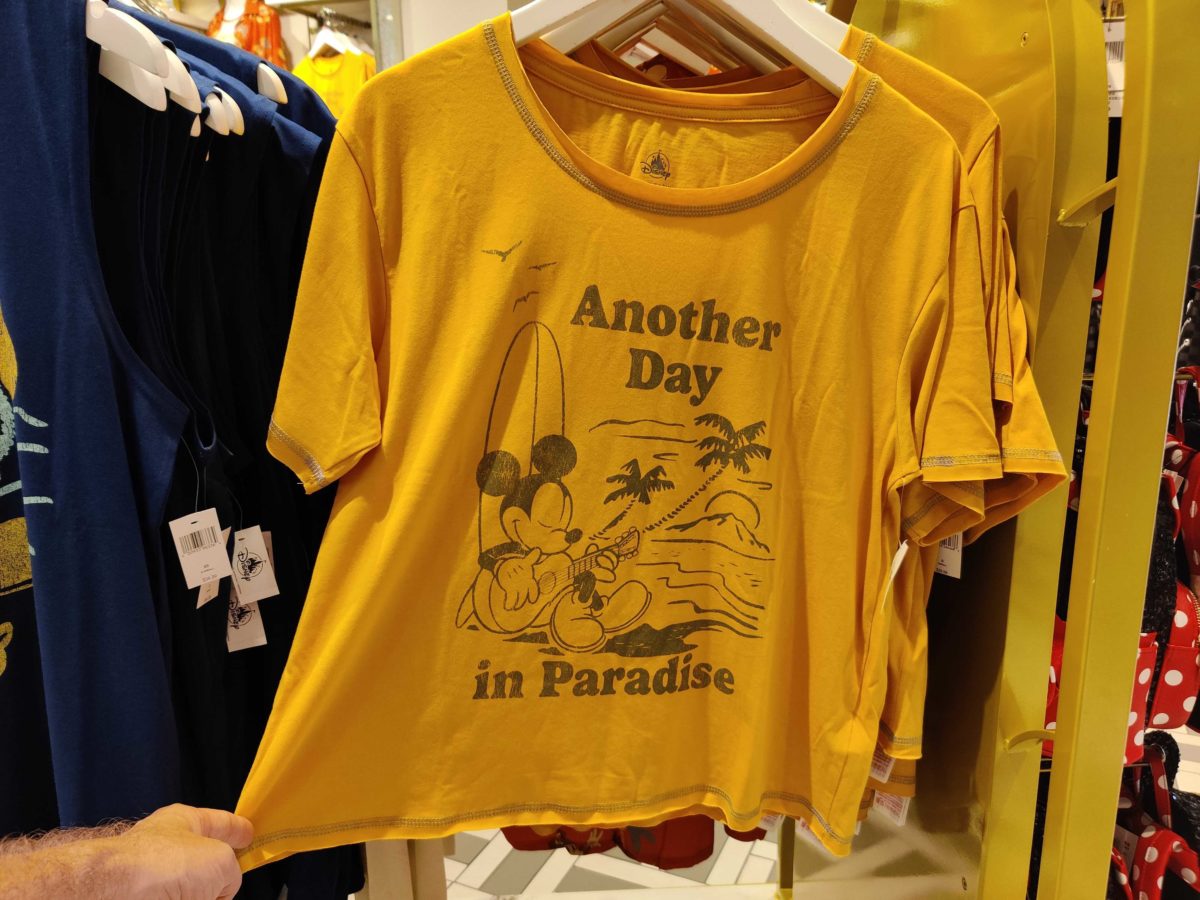 Disney
Another
Day
in Paradise